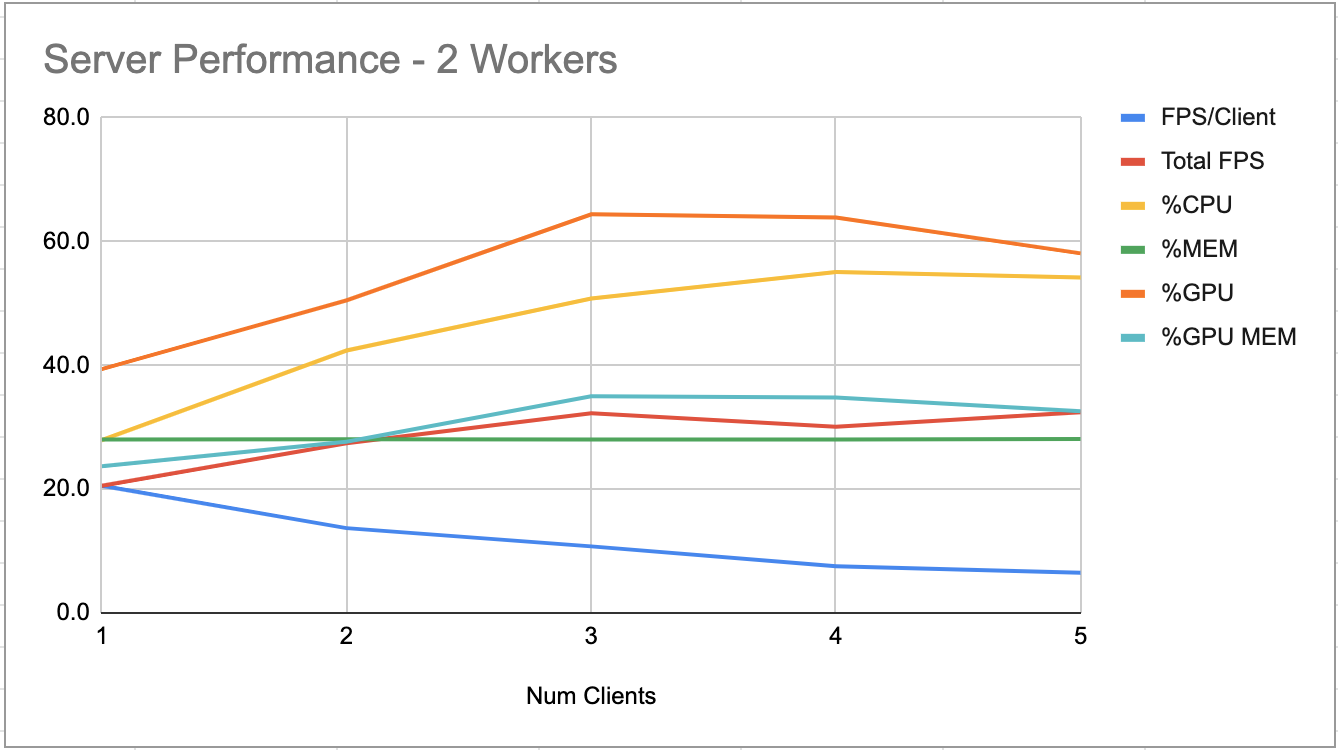 Server Performance - 2 Workers
80.0
60.0
40.0
20.0
0.0
1 2 3 4 5
Num Clients
FPS/Client
Total FPS
%CPU
%MEM
%GPU
%GPU MEM